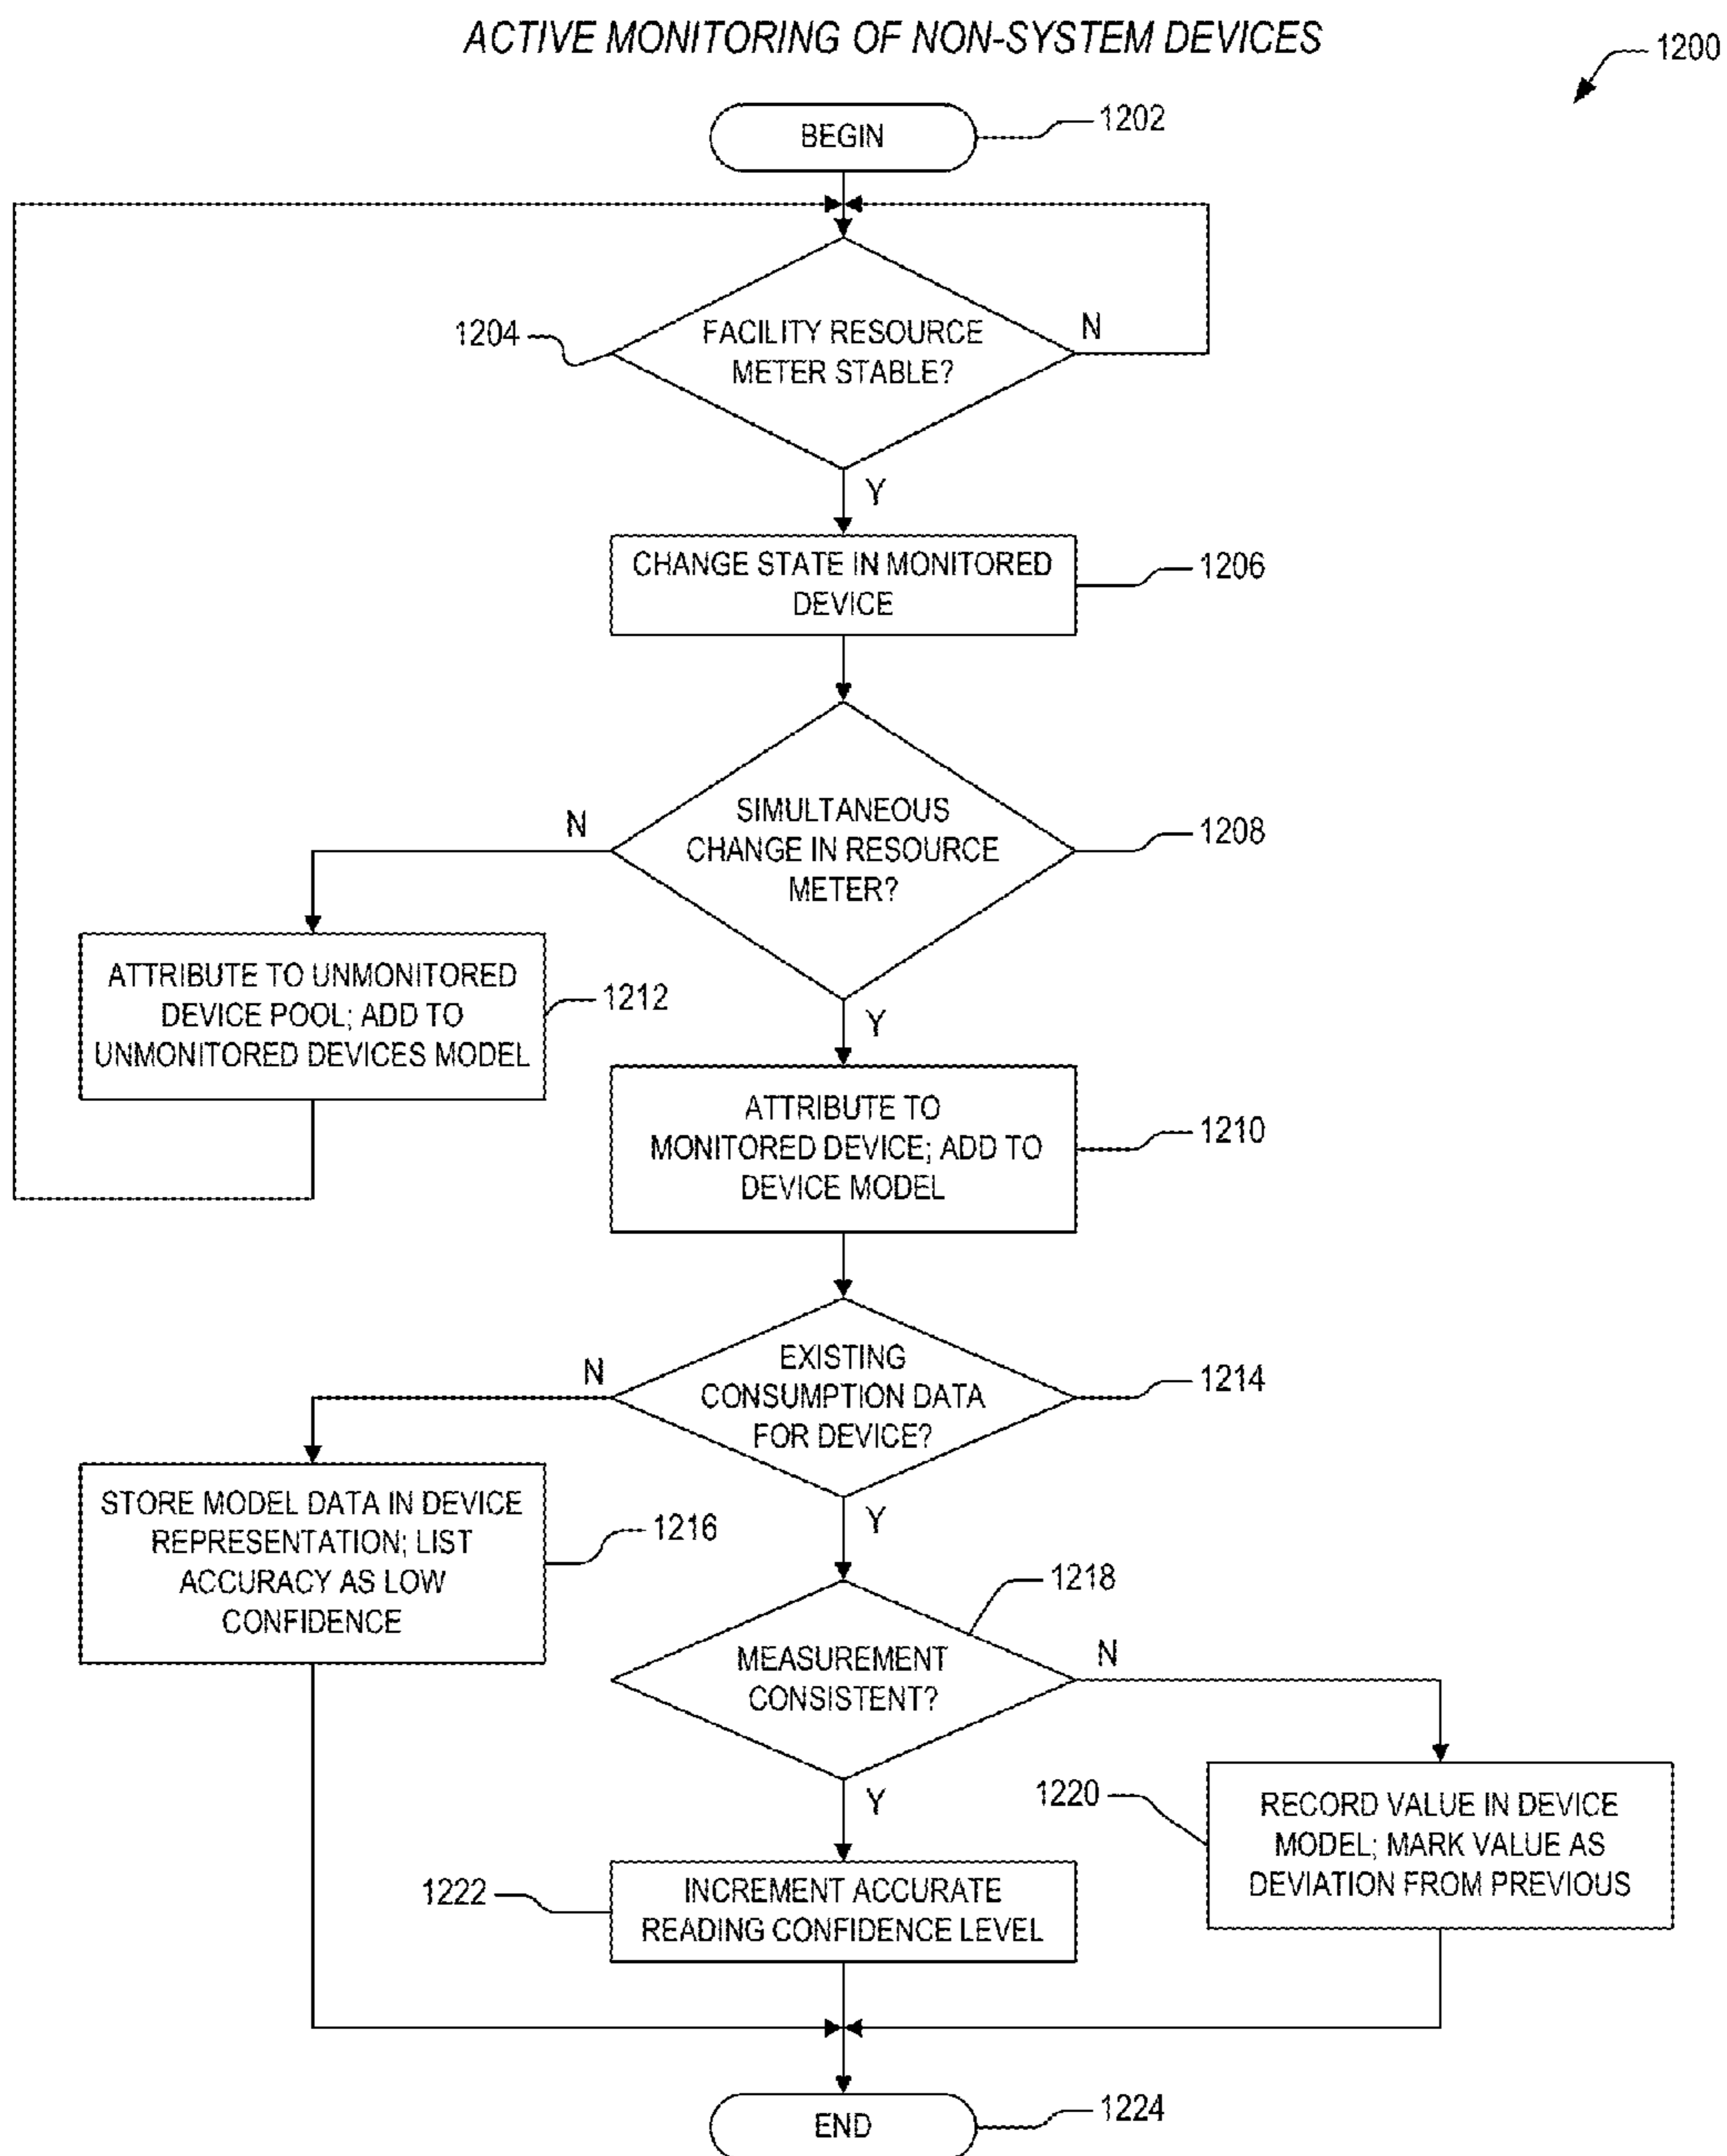 ACTIVE MONITORING OF NON-SYSTEM DEVICES
1200
BEGIN
1202
1204
FACILITY RESOURCE
METER STABLE?
N
Y
CHANGE STATE IN MONITORED
DEVICE
1206
SIMULTANEOUS
CHANGE IN RESOURCE
METER?
N
1208
Y
ATTRIBUTE TO UNMONITORED
DEVICE POOL; ADD TO
UNMONITORED DEVICES MODEL
1212
ATTRIBUTE TO
MONITORED DEVICE; ADD TO
DEVICE MODEL
1210
EXISTING
CONSUMPTION DATA
FOR DEVICE?
N
1214
Y
STORE MODEL DATA IN DEVICE
REPRESENTATION; LIST
ACCURACY AS LOW
CONFIDENCE
1216
1218
MEASUREMENT
CONSISTENT?
N
Y
1220
RECORD VALUE IN DEVICE
MODEL; MARK VALUE AS
DEVIATION FROM PREVIOUS
1222
INCREMENT ACCURATE
READING CONFIDENCE LEVEL
END
1224